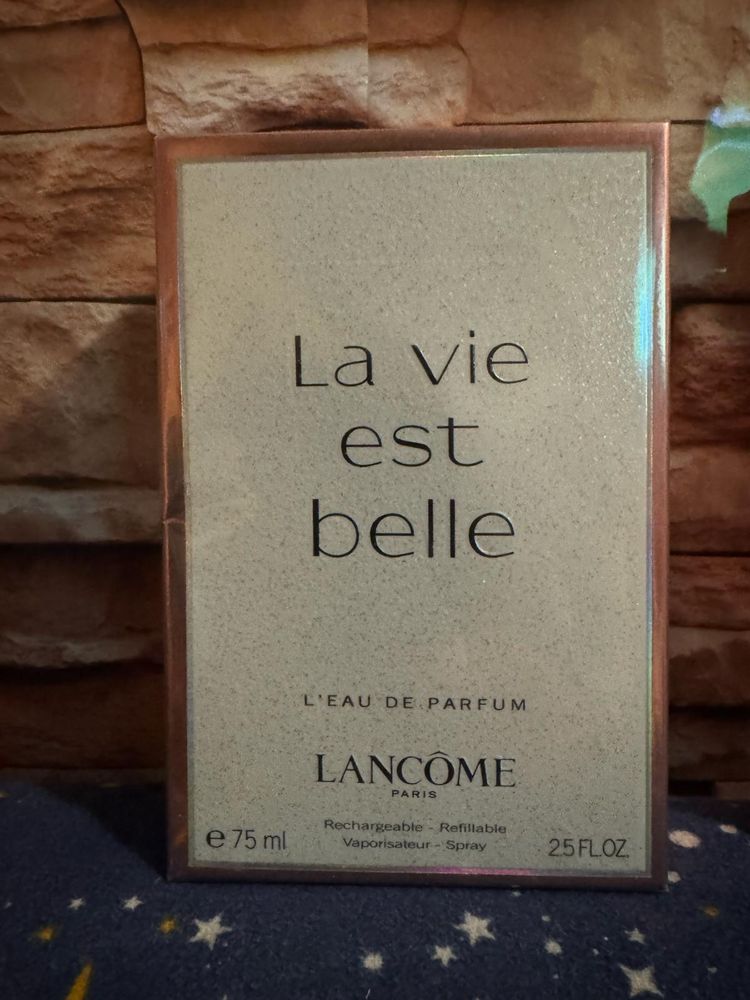 La vie
est
belle
L'EAU DE PARFUM
LANCÔME
PARIS
Rechargeable - Refillable
Vaporisateur - Spray
e 75 ml
2.5 FL.OZ.